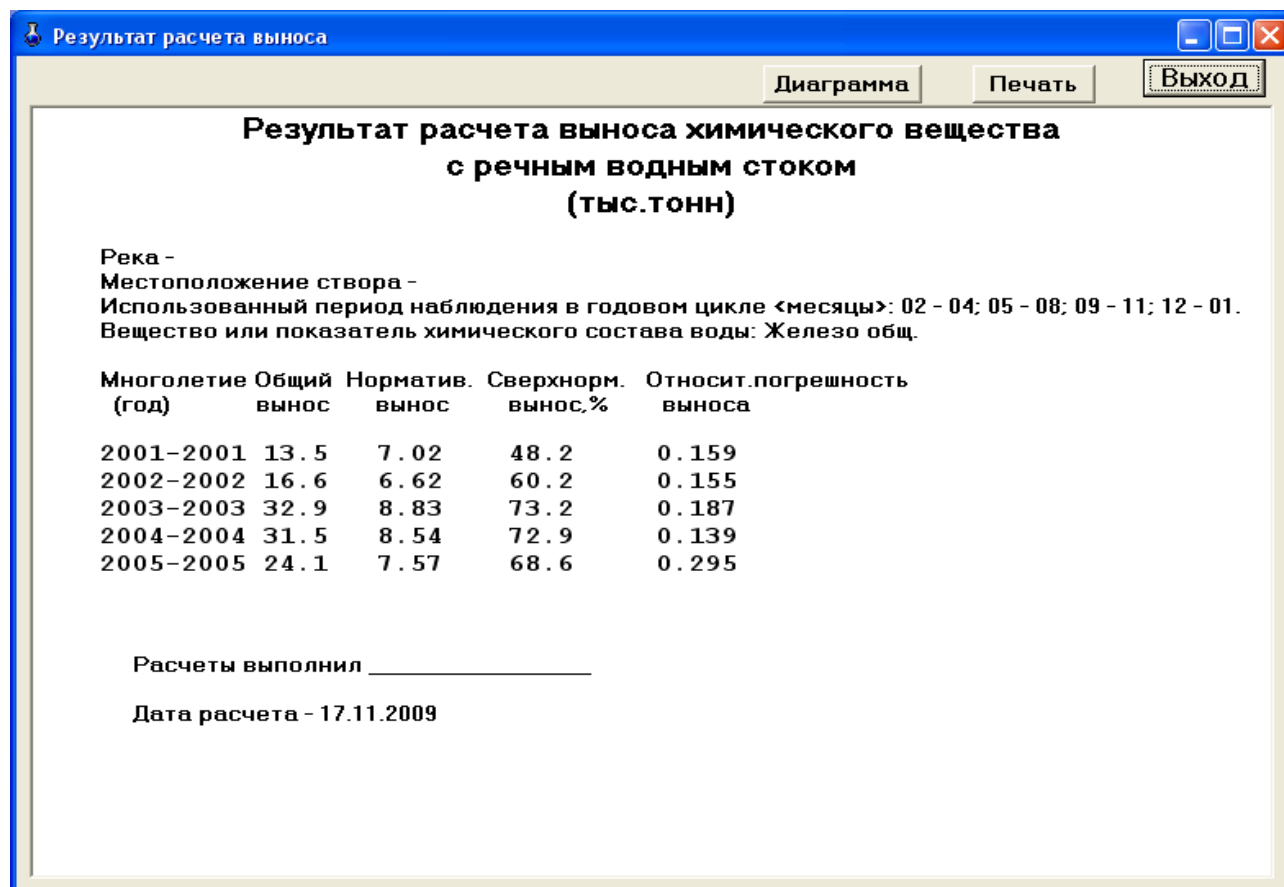 Результат расчета выноса
Диаграмма Печать Выход
Результат расчета выноса химического вещества
с речным водным стоком
(тыс.тонн)
Река -
Местоположение створа -
Использованный период наблюдения в годовом цикле <месяцы>: 02 - 04; 05 - 08; 09 - 11; 12 - 01.
Вещество или показатель химического состава воды: Железо общ.
Многолетие Общий Норматив. Сверхнорм. Относит.погрешность
(год) вынос вынос вынос,% выноса
2001-2001 13.5 7.02 48.2 0.159
2002-2002 16.6 6.62 60.2 0.155
2003-2003 32.9 8.83 73.2 0.187
2004-2004 31.5 8.54 72.9 0.139
2005-2005 24.1 7.57 68.6 0.295
Расчеты выполнил ___________________
Дата расчета - 17.11.2009